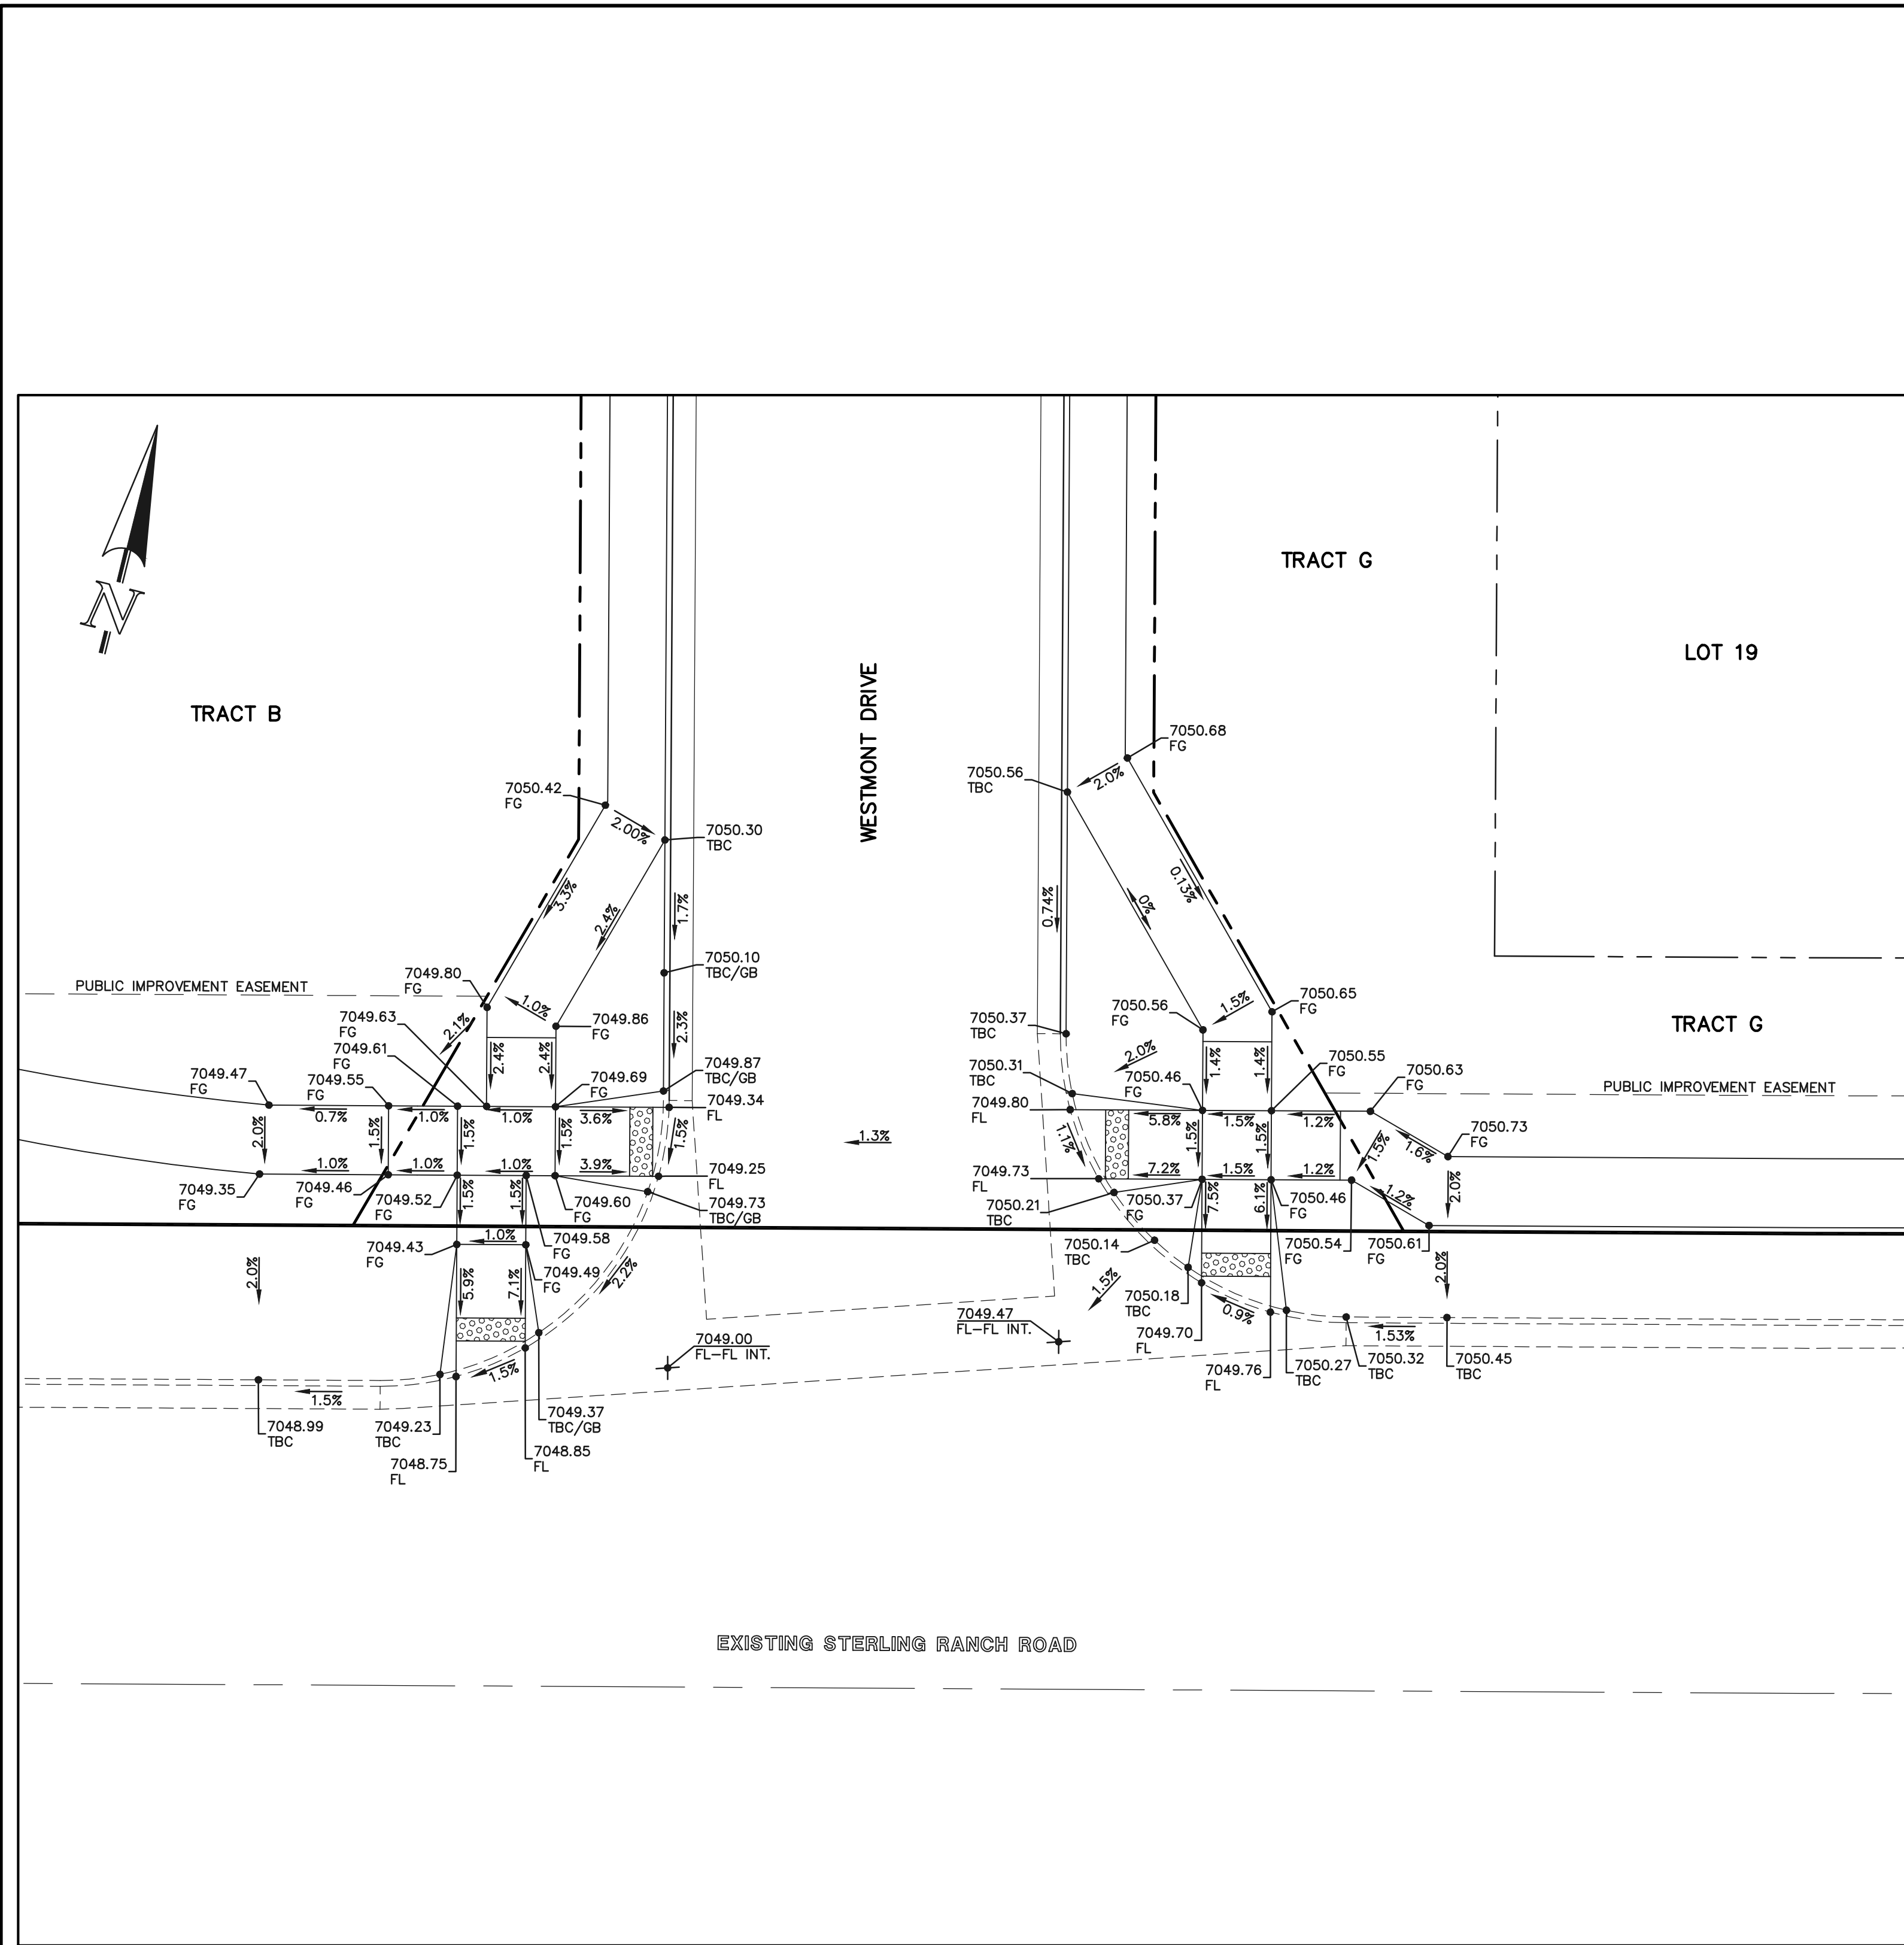 N
TRACT B
TRACT G
LOT 19
WESTMONT DRIVE
7050.68
FG
7050.56
TBC
2.0%
7050.42
FG
2.00%
7050.30
TBC
3.3%
2.4%
1.7%
0.74%
0%
0.13%
7050.10
TBC/GB
PUBLIC IMPROVEMENT EASEMENT
7049.80
FG
1.0%
7049.63
FG
7049.86
FG
2.1%
2.3%
7049.61
FG
2.4%
2.4%
7049.47
FG
7049.55
FG
7049.69
FG
7049.87
TBC/GB
7049.34
FL
0.7%
1.0%
1.0%
3.6%
2.0%
1.5%
1.5%
1.5%
1.5%
1.0%
1.0%
1.0%
3.9%
7049.25
FL
7049.35
FG
7049.46
FG
7049.52
FG
1.5%
1.5%
7049.60
FG
7049.73
TBC/GB
7049.43
FG
1.0%
7049.58
FG
7049.49
FG
2.0%
5.9%
7.1%
2.2%
7049.00
FL-FL INT.
1.5%
1.5%
7048.99
TBC
7049.23
TBC
7049.37
TBC/GB
7048.75
FL
7048.85
FL
1.3%
7050.37
TBC
7050.56
FG
1.5%
7050.65
FG
TRACT G
2.0%
7050.31
TBC
7050.46
FG
1.4%
1.4%
7050.55
FG
7050.63
FG
PUBLIC IMPROVEMENT EASEMENT
7049.80
FL
5.8%
1.5%
1.2%
1.1%
1.5%
1.5%
1.5%
1.6%
7050.73
FG
7049.73
FL
7.2%
1.5%
1.2%
7050.21
TBC
7050.37
FG
7.5%
6.1%
7050.46
FG
1.2%
2.0%
7050.14
TBC
7050.54
FG
7050.61
FG
1.5%
7050.18
TBC
2.0%
7049.47
FL-FL INT.
0.9%
1.53%
7049.70
FL
7049.76
FL
7050.27
TBC
7050.32
TBC
7050.45
TBC
EXISTING STERLING RANCH ROAD